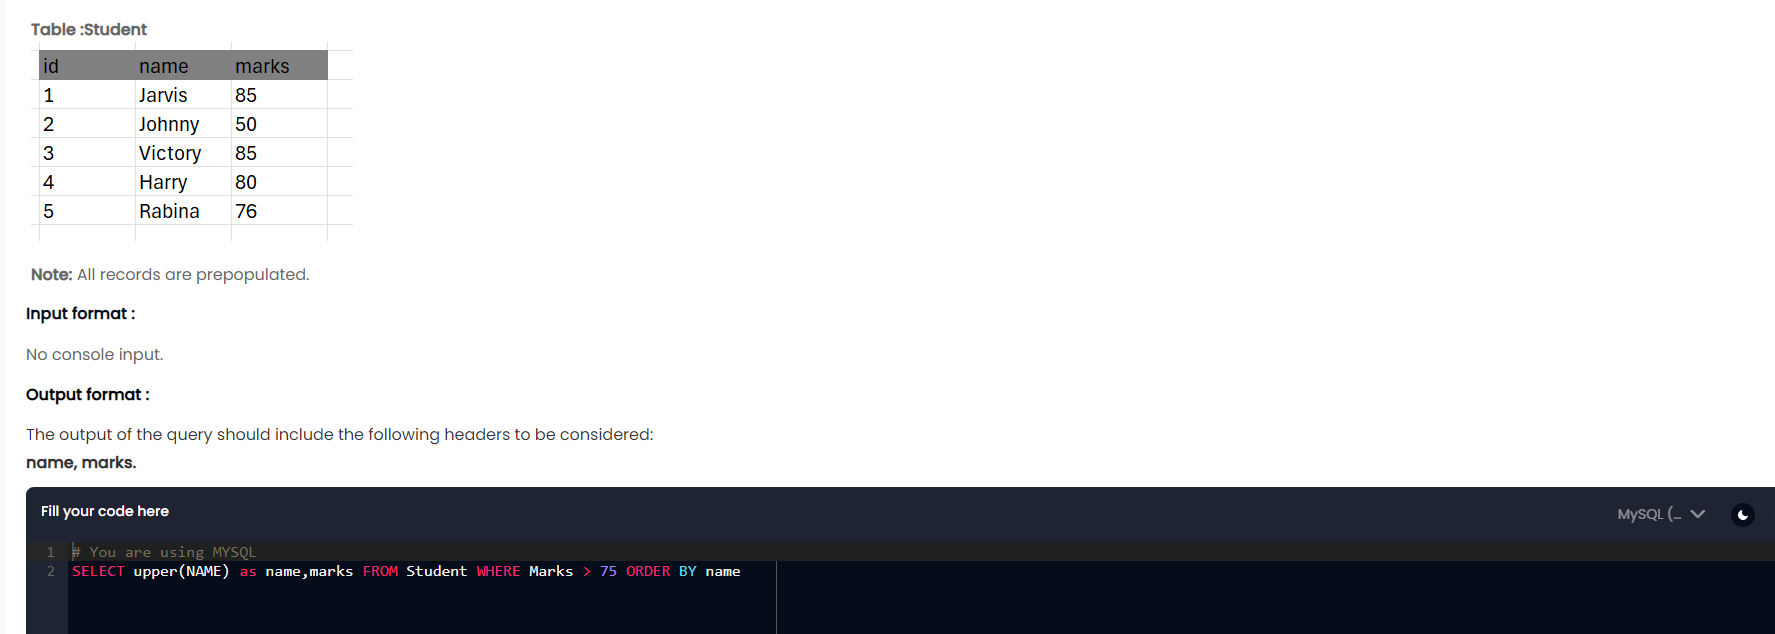 Table :Student
id name marks
1 Jarvis 85
2 Johnny 50
3 Victory 85
4 Harry 80
5 Rabina 76
Note: All records are prepopulated.
Input format :
No console input.
Output format :
The output of the query should include the following headers to be considered:
name, marks.
Fill your code here
MySQL (...
1 # You are using MYSQL
2 SELECT upper(NAME) as name,marks FROM Student WHERE Marks > 75 ORDER BY name